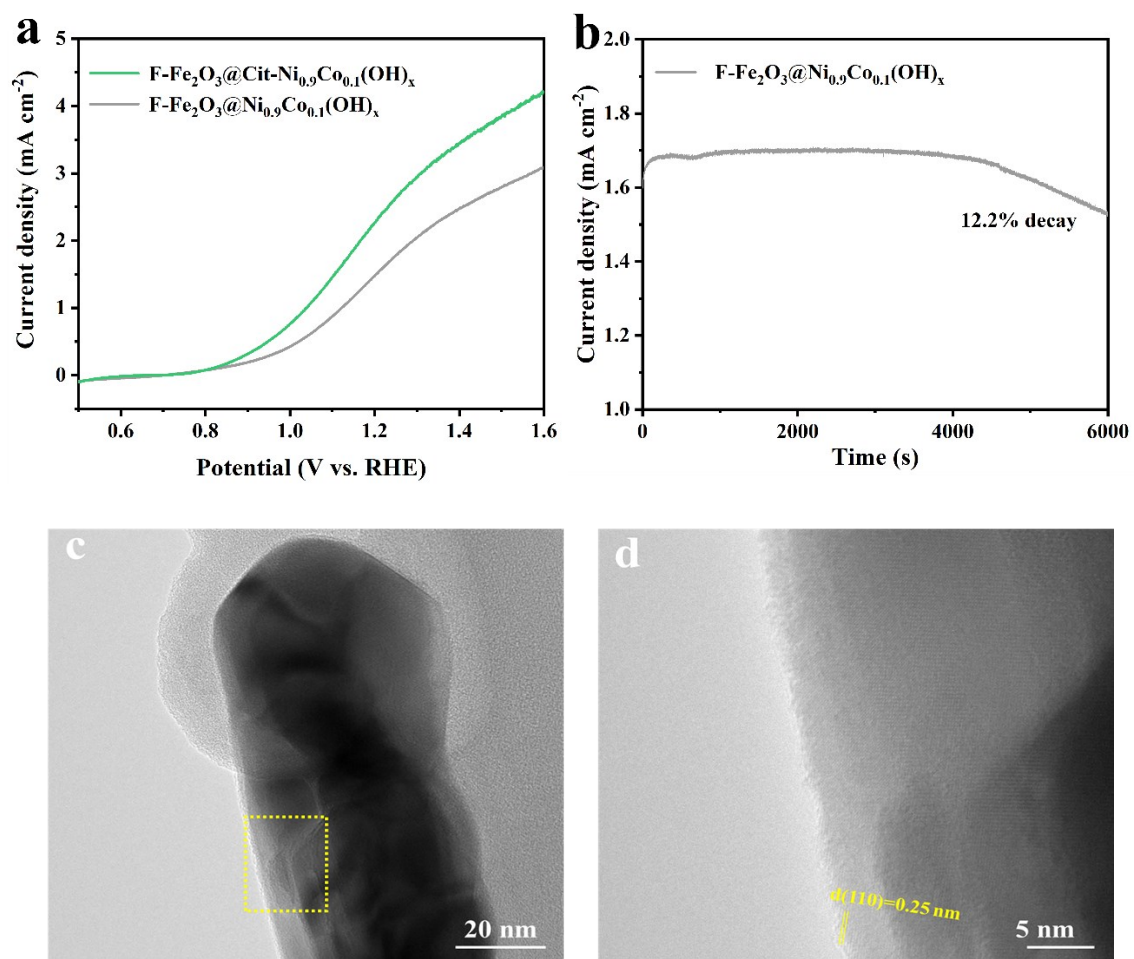 a
5
4
3
2
1
0
Current density (mA cm⁻²)
F-Fe₂O₃@Cit-Ni₀.₉Co₀.₁(OH)ₓ
F-Fe₂O₃@Ni₀.₉Co₀.₁(OH)ₓ
0.6 0.8 1.0 1.2 1.4 1.6
Potential (V vs. RHE)
b
2.0
1.8
1.6
1.4
1.2
1.0
Current density (mA cm⁻²)
F-Fe₂O₃@Ni₀.₉Co₀.₁(OH)ₓ
12.2% decay
0 2000 4000 6000
Time (s)
c
20 nm
d
d(110)=0.25 nm
5 nm